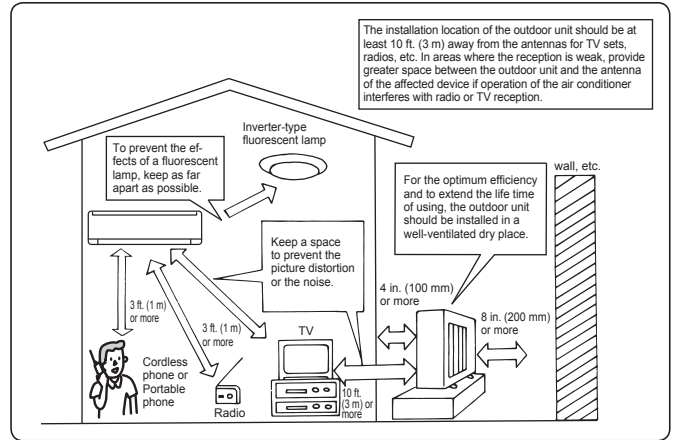 The installation location of the outdoor unit should be at
least 10 ft. (3 m) away from the antennas for TV sets,
radios, etc. In areas where the reception is weak, provide
greater space between the outdoor unit and the antenna
of the affected device if operation of the air conditioner
interferes with radio or TV reception.
Inverter-type
fluorescent lamp
To prevent the ef-
fects of a fluorescent
lamp, keep as far
apart as possible.
wall, etc.
For the optimum efficiency
and to extend the life time
of using, the outdoor unit
should be installed in a
well-ventilated dry place.
Keep a space
to prevent the
picture distortion
or the noise.
4 in. (100 mm)
or more
8 in. (200 mm)
or more
3 ft. (1 m)
or more
3 ft. (1 m)
or more
TV
Cordless
phone or
Portable
phone
Radio
10 ft.
(3 m) or
more